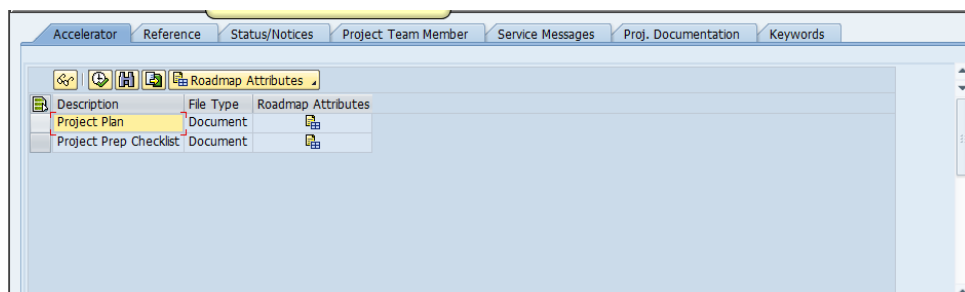 Accelerator Reference Status/Notices Project Team Member Service Messages Proj. Documentation Keywords
Roadmap Attributes
Description File Type Roadmap Attributes
Project Plan Document
Project Prep Checklist Document